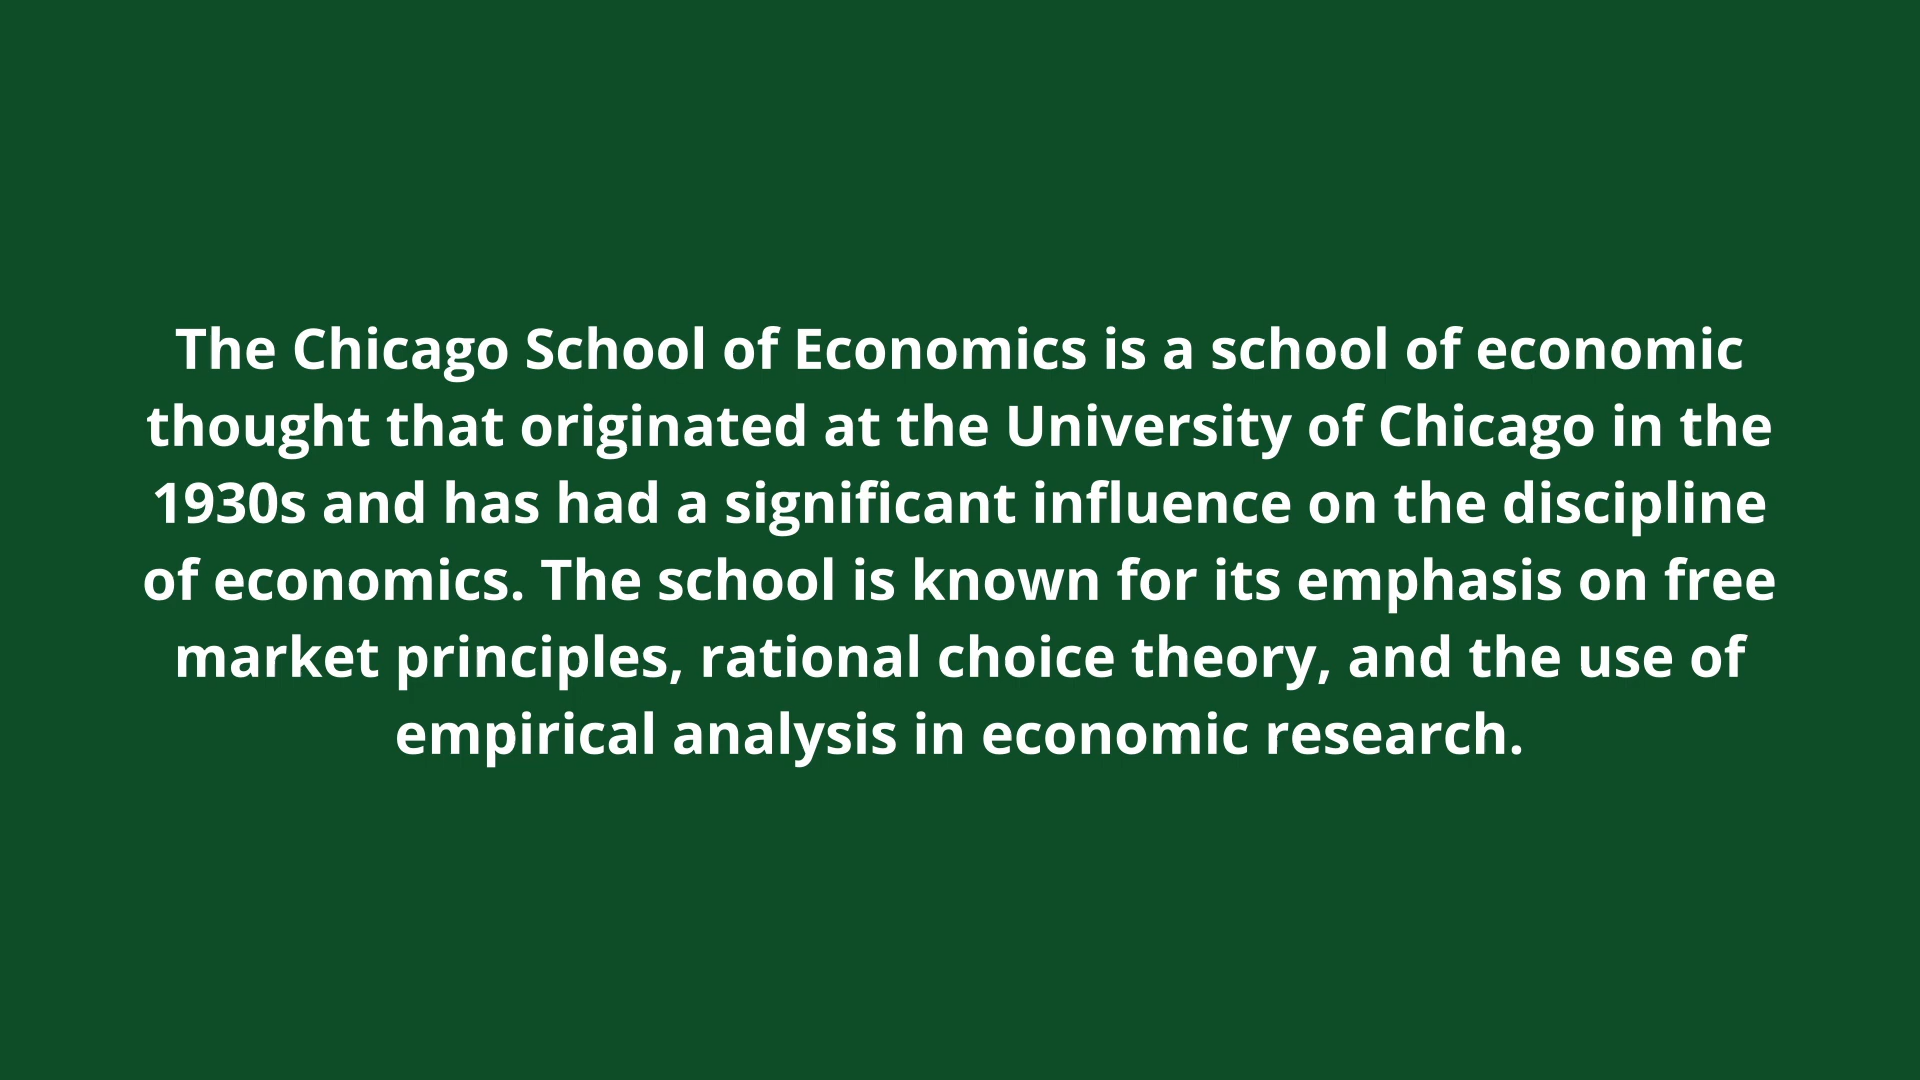 The Chicago School of Economics is a school of economic
thought that originated at the University of Chicago in the
1930s and has had a significant influence on the discipline
of economics. The school is known for its emphasis on free
market principles, rational choice theory, and the use of
empirical analysis in economic research.